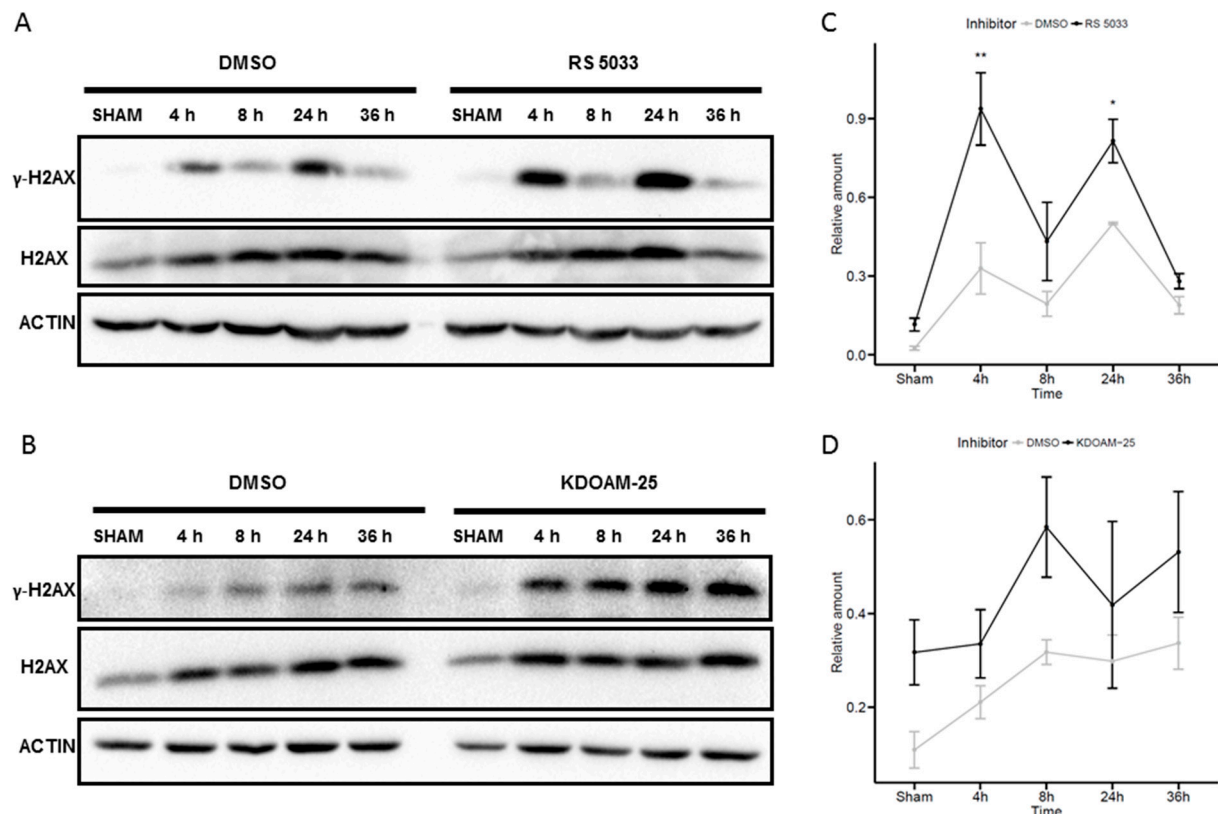 A
DMSO RS 5033
SHAM 4 h 8 h 24 h 36 h SHAM 4 h 8 h 24 h 36 h
γ-H2AX
H2AX
ACTIN
C
Inhibitor DMSO RS 5033
**
*
0.9
0.6
0.3
0.0
Relative amount
Sham 4h 8h 24h 36h
Time
B
DMSO KDOAM-25
SHAM 4 h 8 h 24 h 36 h SHAM 4 h 8 h 24 h 36 h
γ-H2AX
H2AX
ACTIN
D
Inhibitor DMSO KDOAM−25
0.6
0.4
0.2
Relative amount
Sham 4h 8h 24h 36h
Time